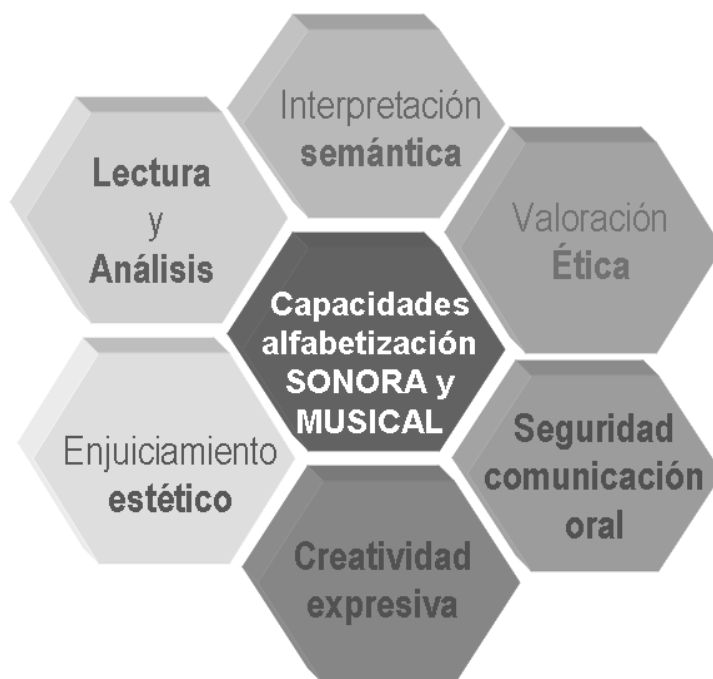 Interpretación
semántica
Lectura
y
Análisis
Valoración
Ética
Capacidades
alfabetización
SONORA y
MUSICAL
Enjuiciamiento
estético
Seguridad
comunicación
oral
Creatividad
expresiva